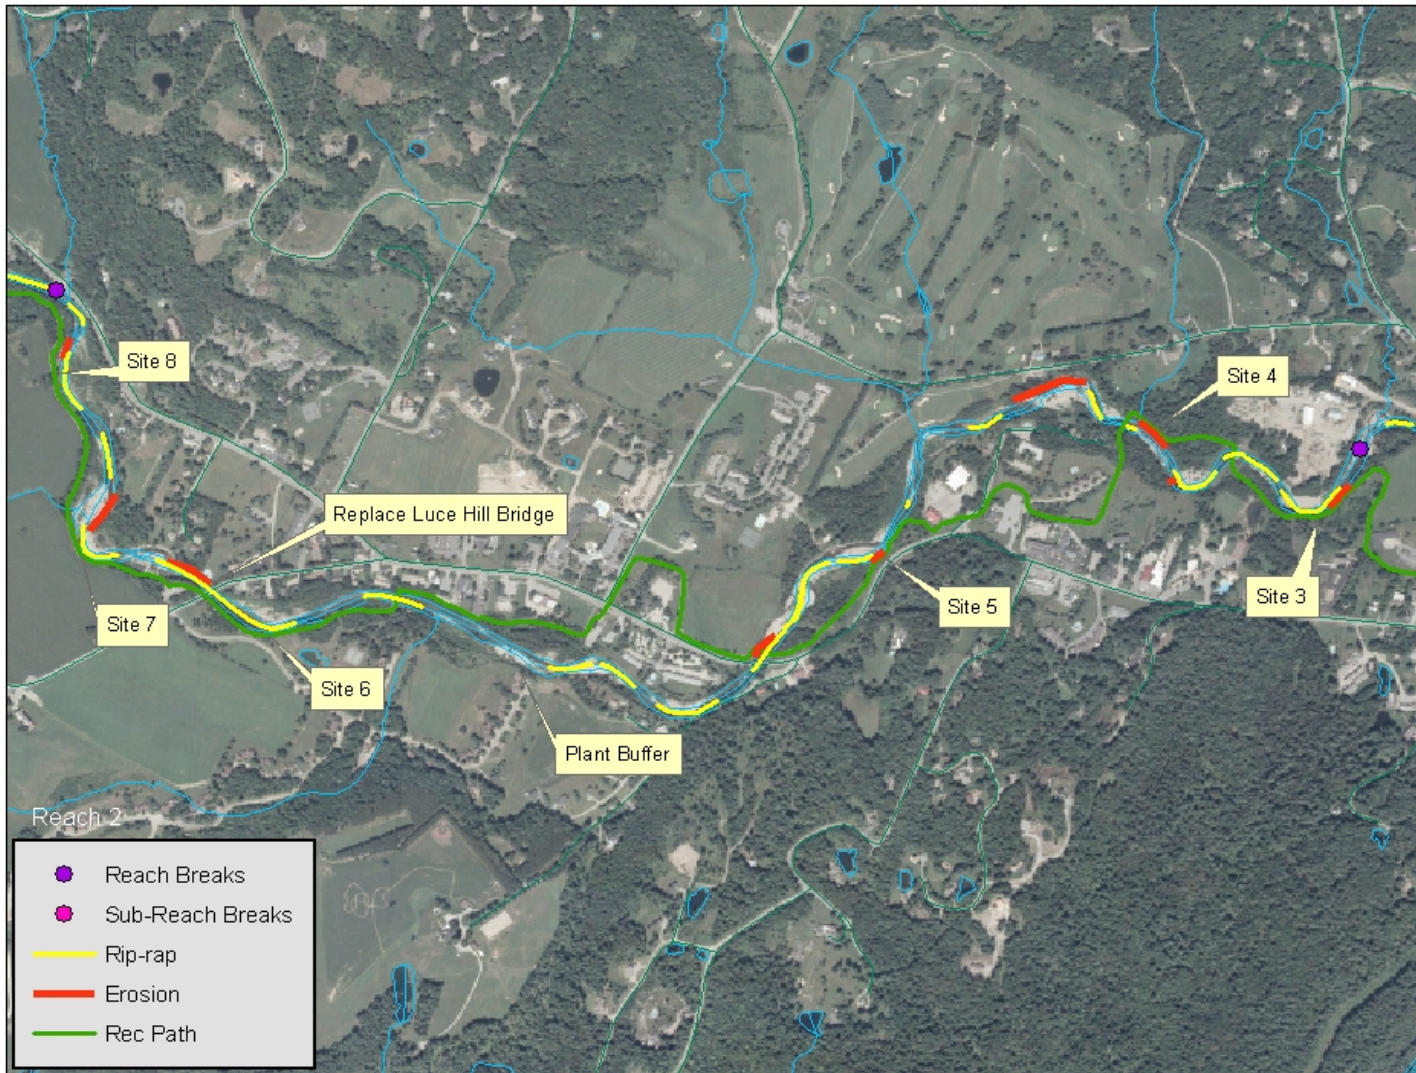 Site 8
Site 4
Replace Luce Hill Bridge
Site 3
Site 5
Site 7
Site 6
Plant Buffer
Reach 2
Reach Breaks
Sub-Reach Breaks
Rip-rap
Erosion
Rec Path